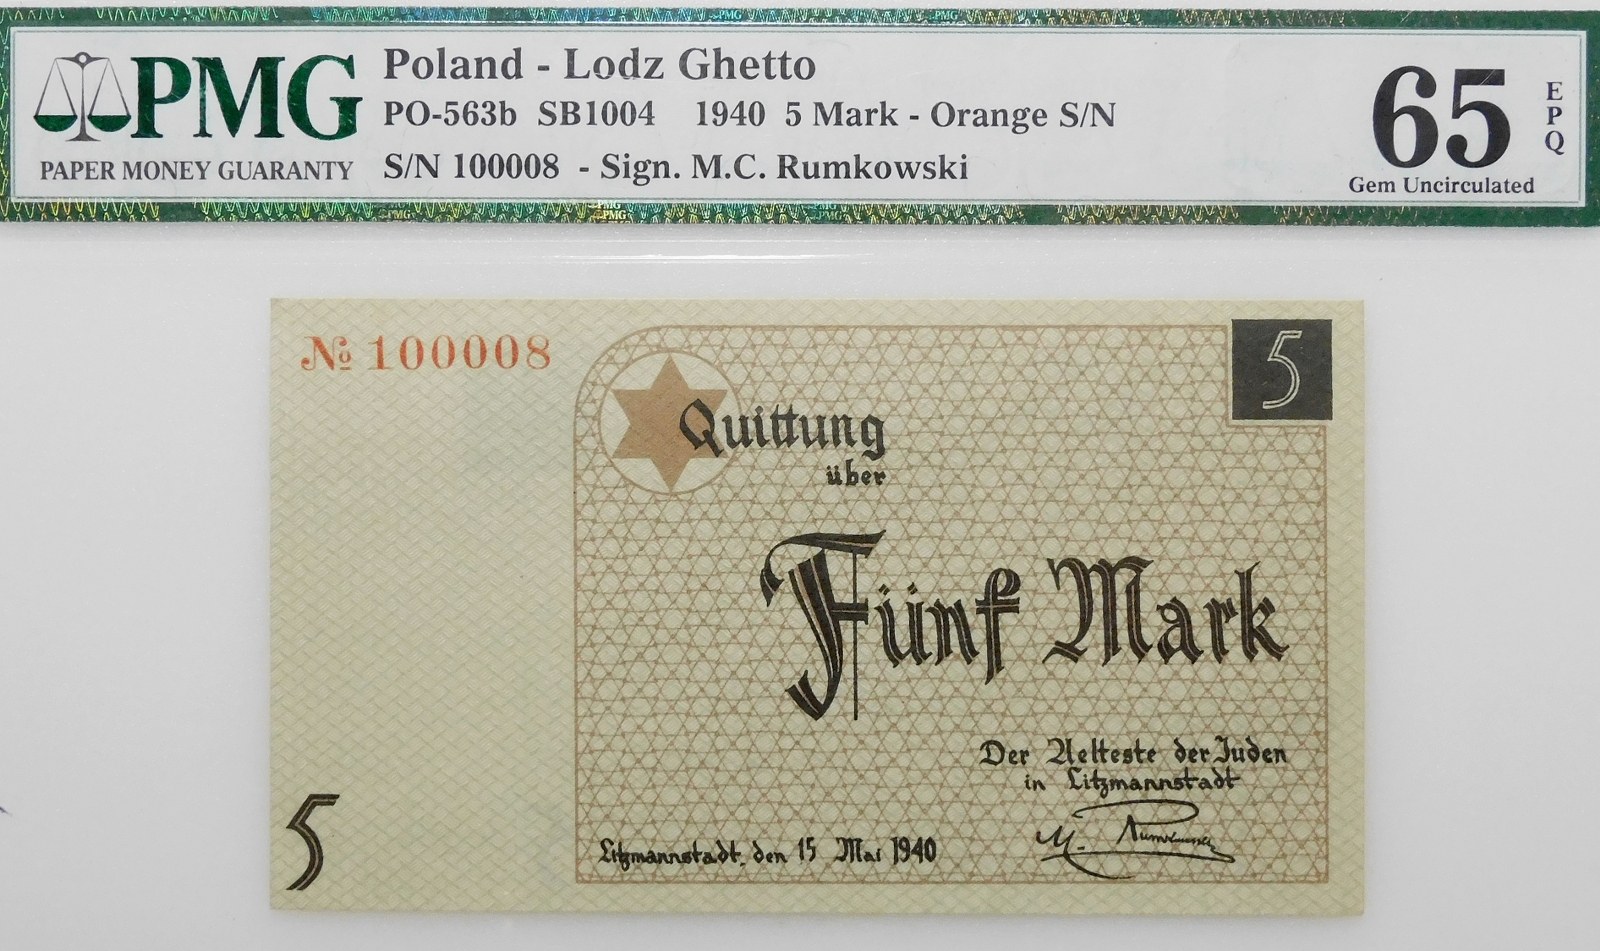 PMG
PAPER MONEY GUARANTY
Poland - Lodz Ghetto
PO-563b SB1004 1940 5 Mark - Orange S/N
S/N 100008 - Sign. M.C. Rumkowski
65
EPQ
Gem Uncirculated
№ 100008
5
Quittung
über
Fünf Mark
Der Aelteste der Juden
in Litzmannstadt
M. Rumkowski
Litzmannstadt, den 15 Mai 1940
5